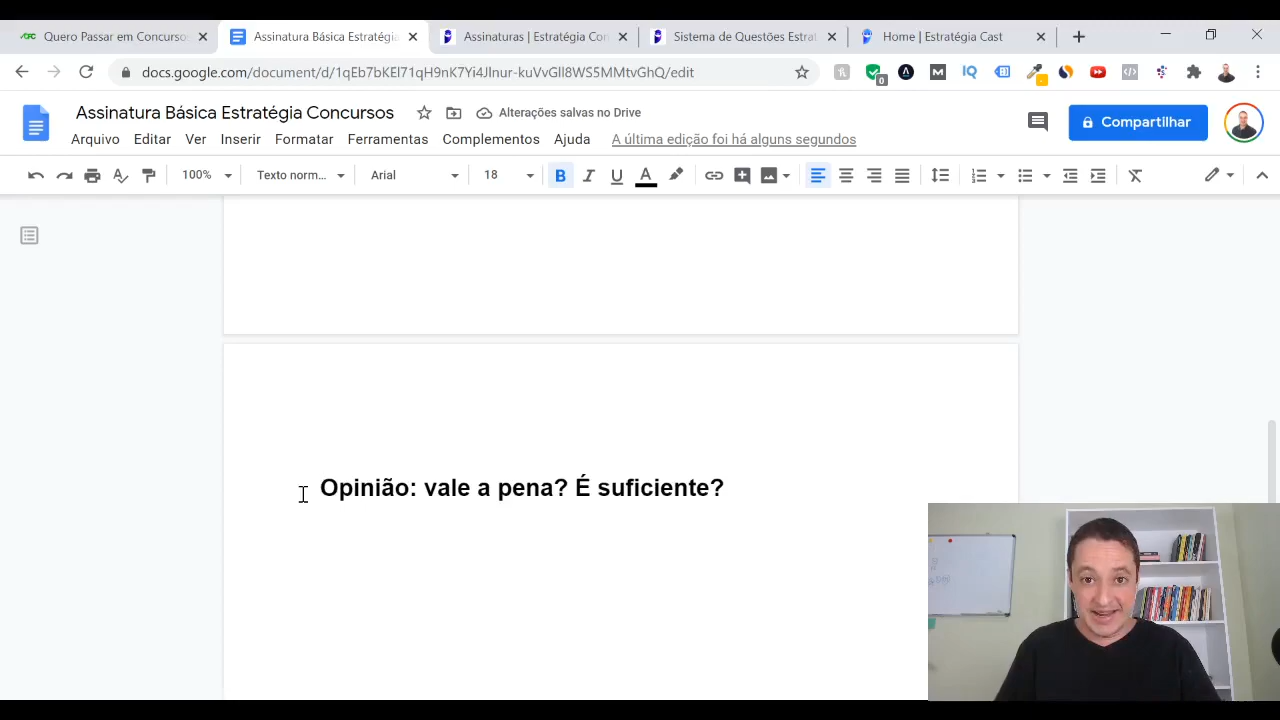 Quero Passar em Concursos
Assinatura Básica Estratégia
Assinaturas | Estratégia Con
Sistema de Questões Estrat
Home | Estratégia Cast
docs.google.com/document/d/1qEb7bKEl71qH9nK7Yi4Jlnur-kuVvGll8WS5MMtvGhQ/edit
Assinatura Básica Estratégia Concursos
Alterações salvas no Drive
Arquivo Editar Ver Inserir Formatar Ferramentas Complementos Ajuda A última edição foi há alguns segundos
Compartilhar
100% Texto norm... Arial 18 B I U A
Opinião: vale a pena? É suficiente?